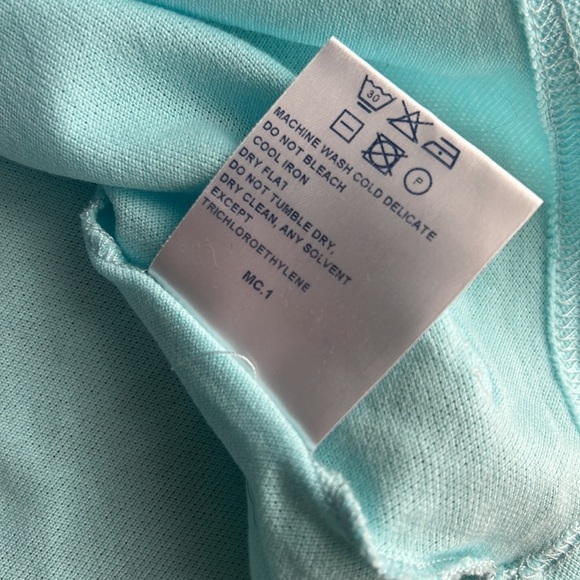 30
P
MACHINE WASH COLD DELICATE
DO NOT BLEACH
COOL IRON
DRY FLAT
DO NOT TUMBLE DRY,
DRY CLEAN, ANY SOLVENT
EXCEPT
TRICHLOROETHYLENE
MC.1